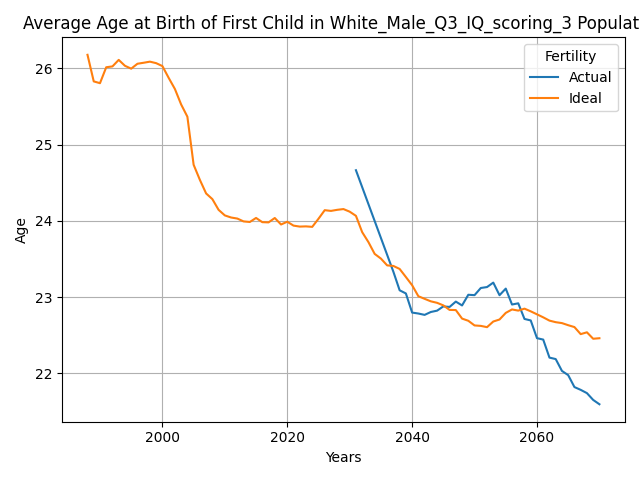 Average Age at Birth of First Child in White_Male_Q3_IQ_scoring_3 Populat
Fertility
Actual
Ideal
26
25
24
23
22
Age
2000 2020 2040 2060
Years